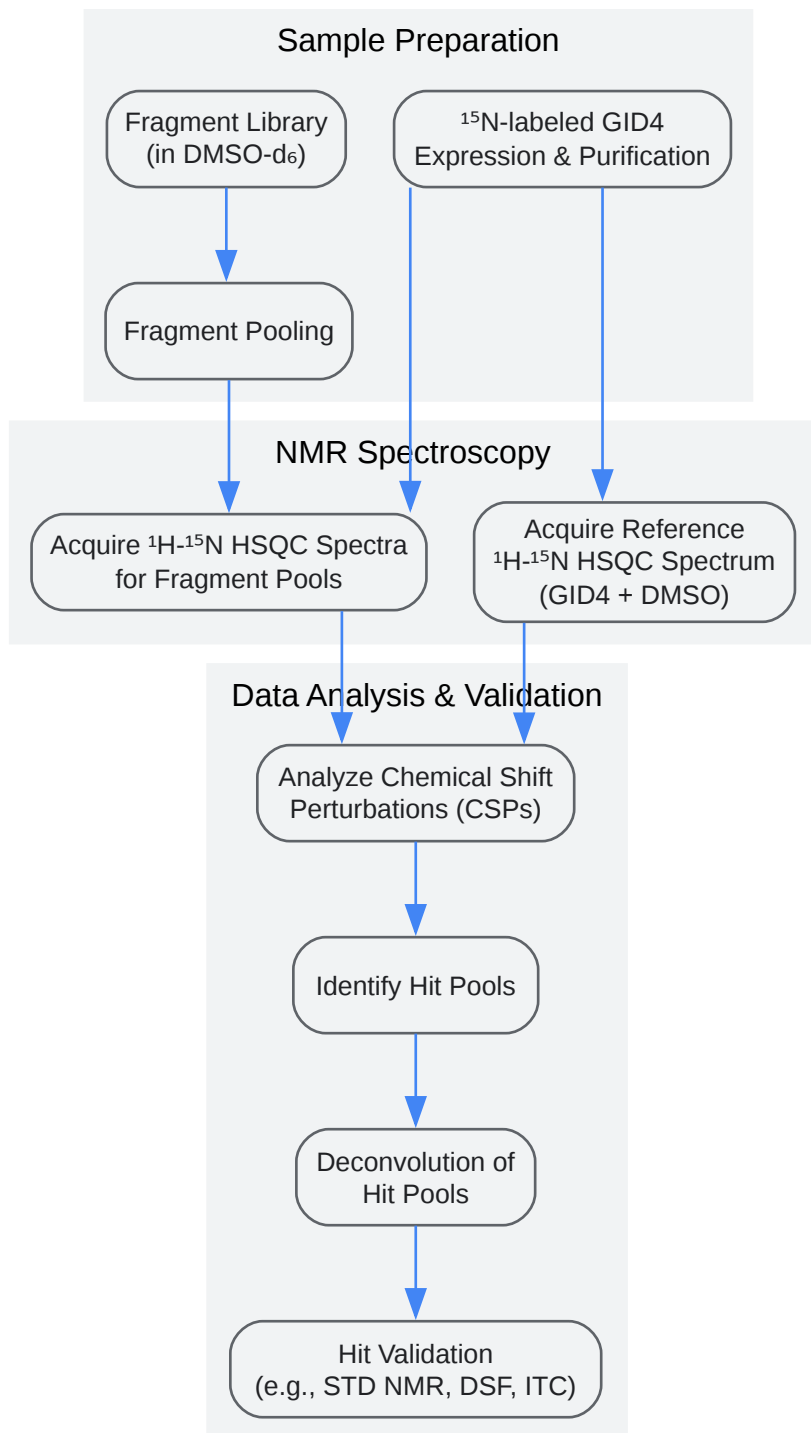 Sample Preparation
Fragment Library
(in DMSO-d₆)
¹⁵N-labeled GID4
Expression & Purification
Fragment Pooling
NMR Spectroscopy
Acquire ¹H-¹⁵N HSQC Spectra
for Fragment Pools
Acquire Reference
¹H-¹⁵N HSQC Spectrum
(GID4 + DMSO)
Data Analysis & Validation
Analyze Chemical Shift
Perturbations (CSPs)
Identify Hit Pools
Deconvolution of
Hit Pools
Hit Validation
(e.g., STD NMR, DSF, ITC)